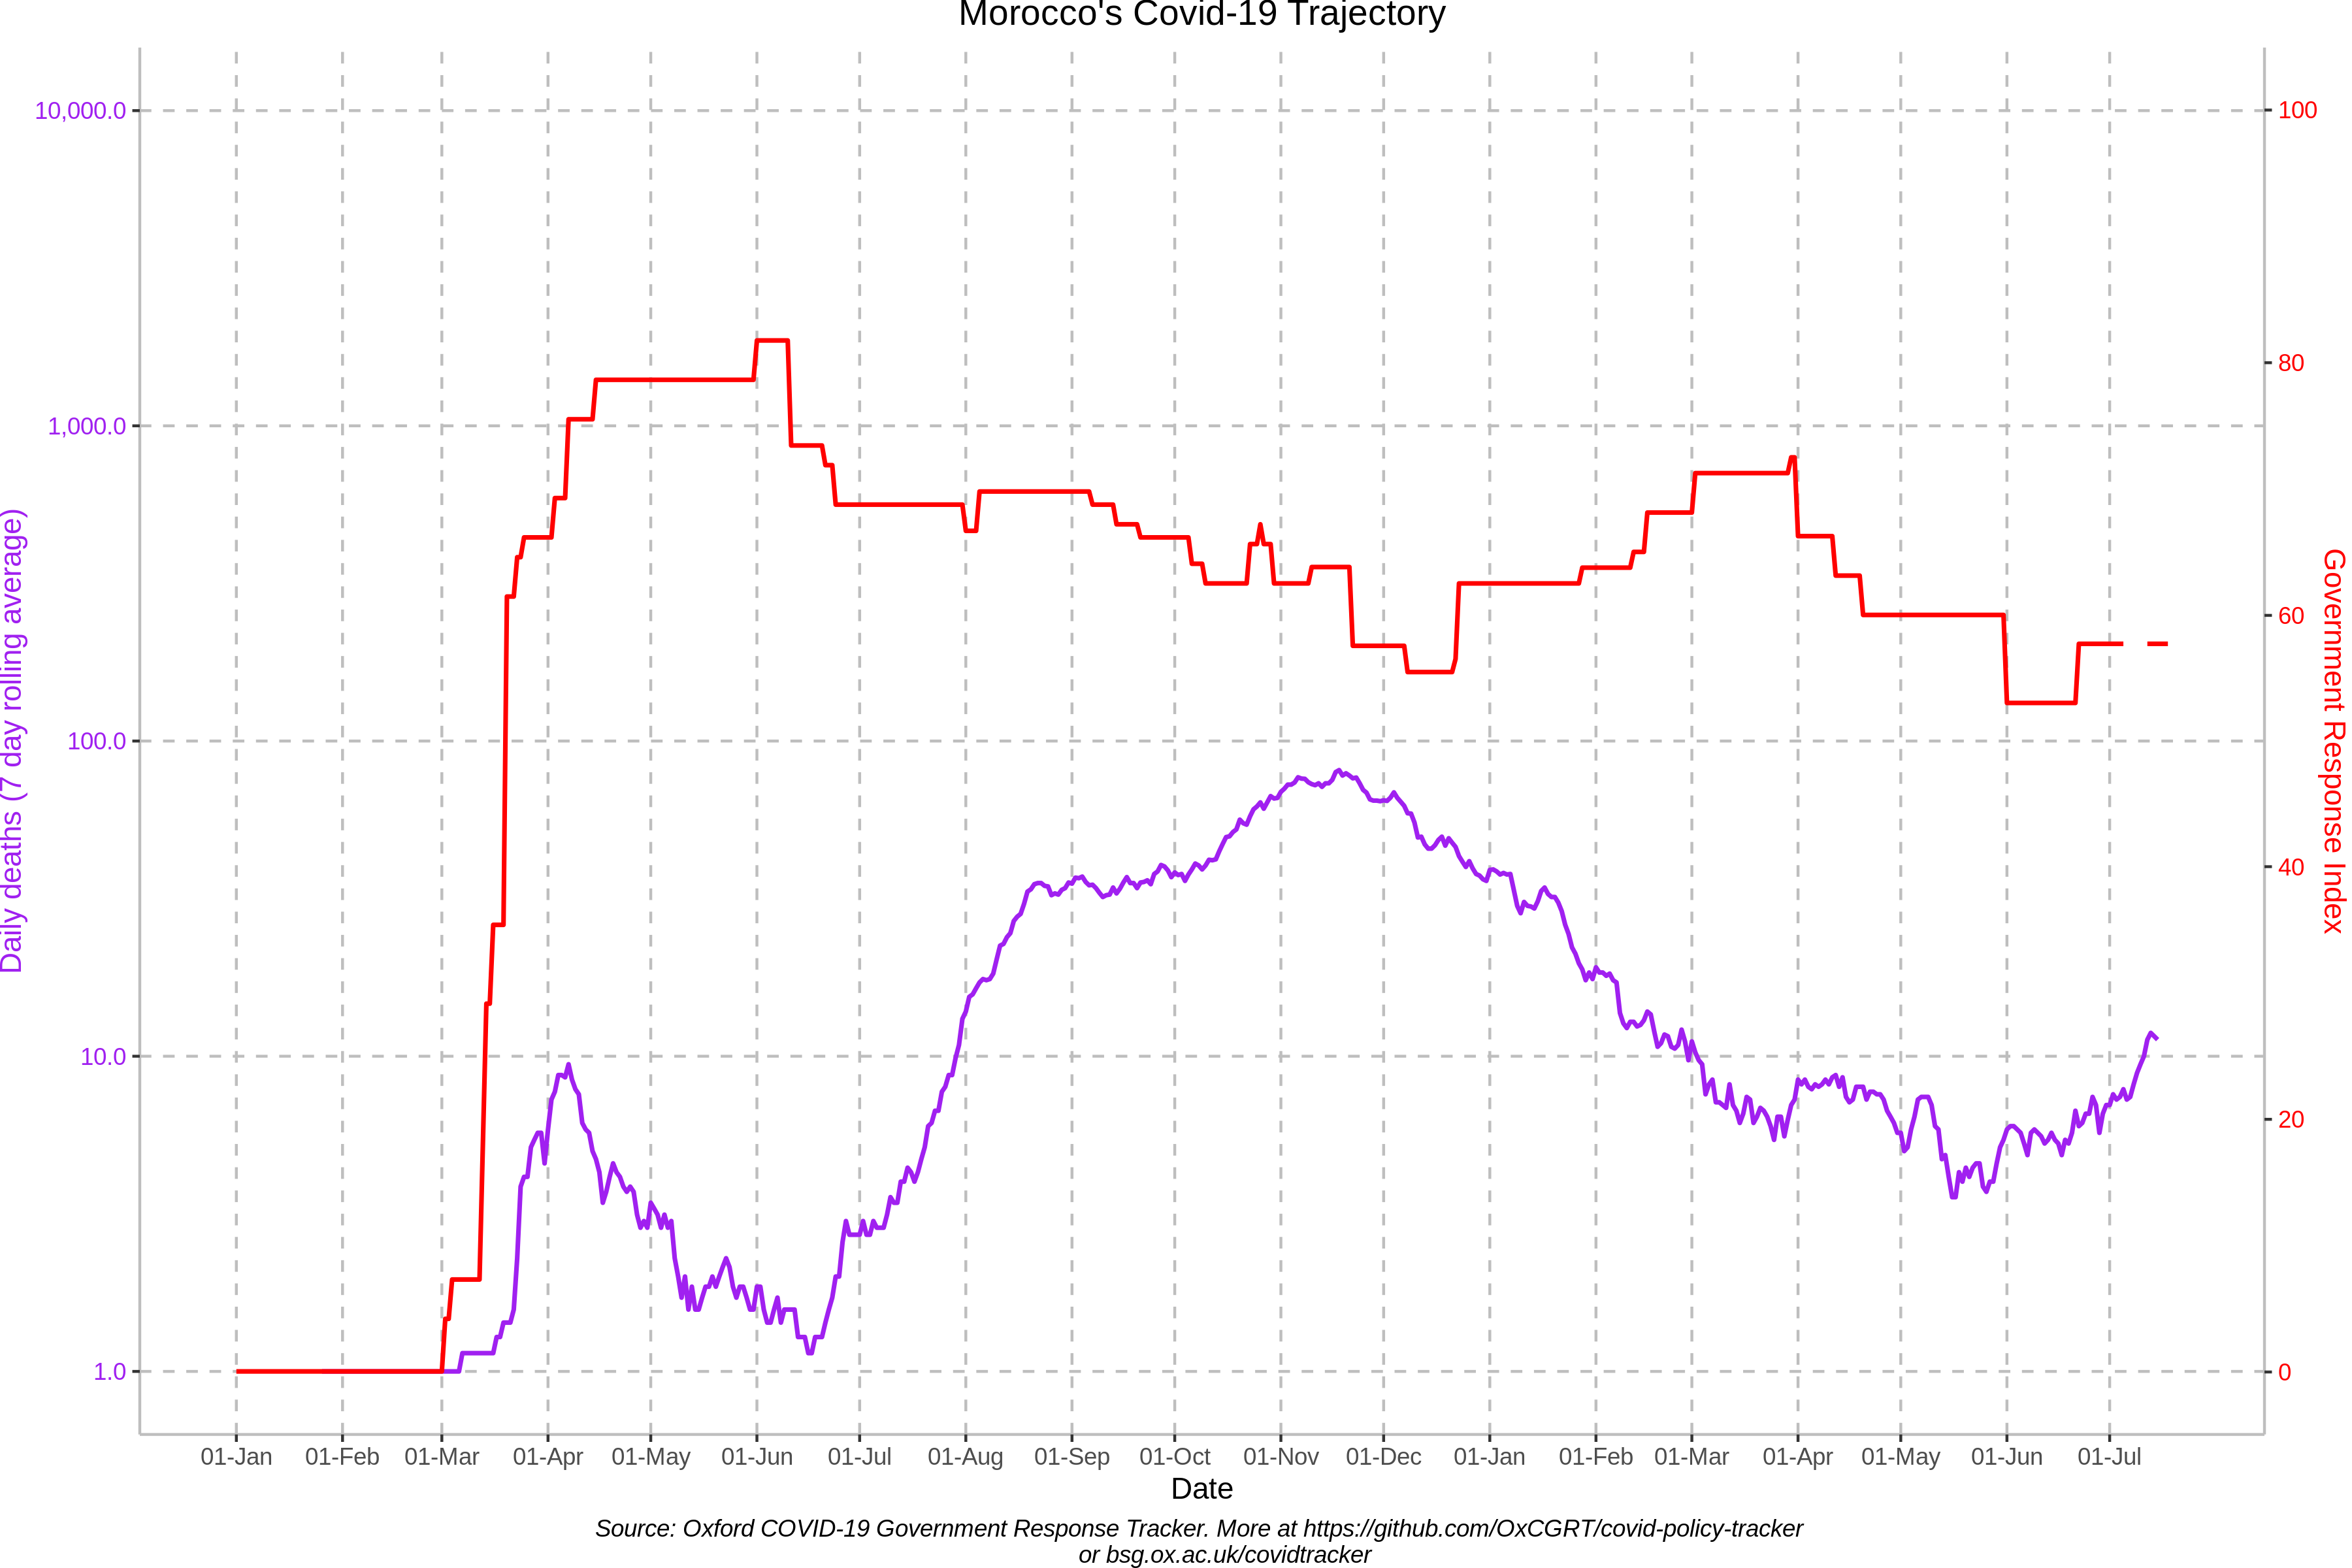 Morocco's Covid-19 Trajectory
10,000.0
1,000.0
100.0
10.0
1.0
Daily deaths (7 day rolling average)
100
80
60
40
20
0
Government Response Index
01-Jan 01-Feb 01-Mar 01-Apr 01-May 01-Jun 01-Jul 01-Aug 01-Sep 01-Oct 01-Nov 01-Dec 01-Jan 01-Feb 01-Mar 01-Apr 01-May 01-Jun 01-Jul
Date
Source: Oxford COVID-19 Government Response Tracker. More at https://github.com/OxCGRT/covid-policy-tracker
or bsg.ox.ac.uk/covidtracker